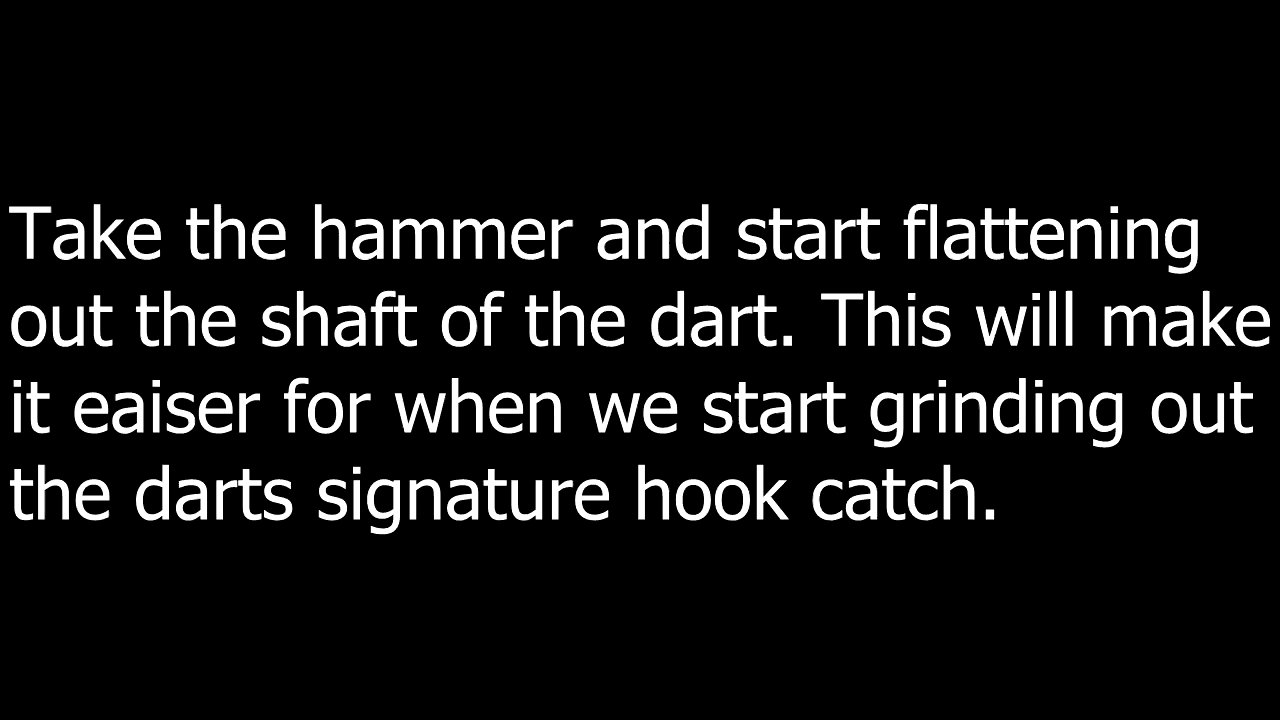 Take the hammer and start flattening
out the shaft of the dart. This will make
it eaiser for when we start grinding out
the darts signature hook catch.